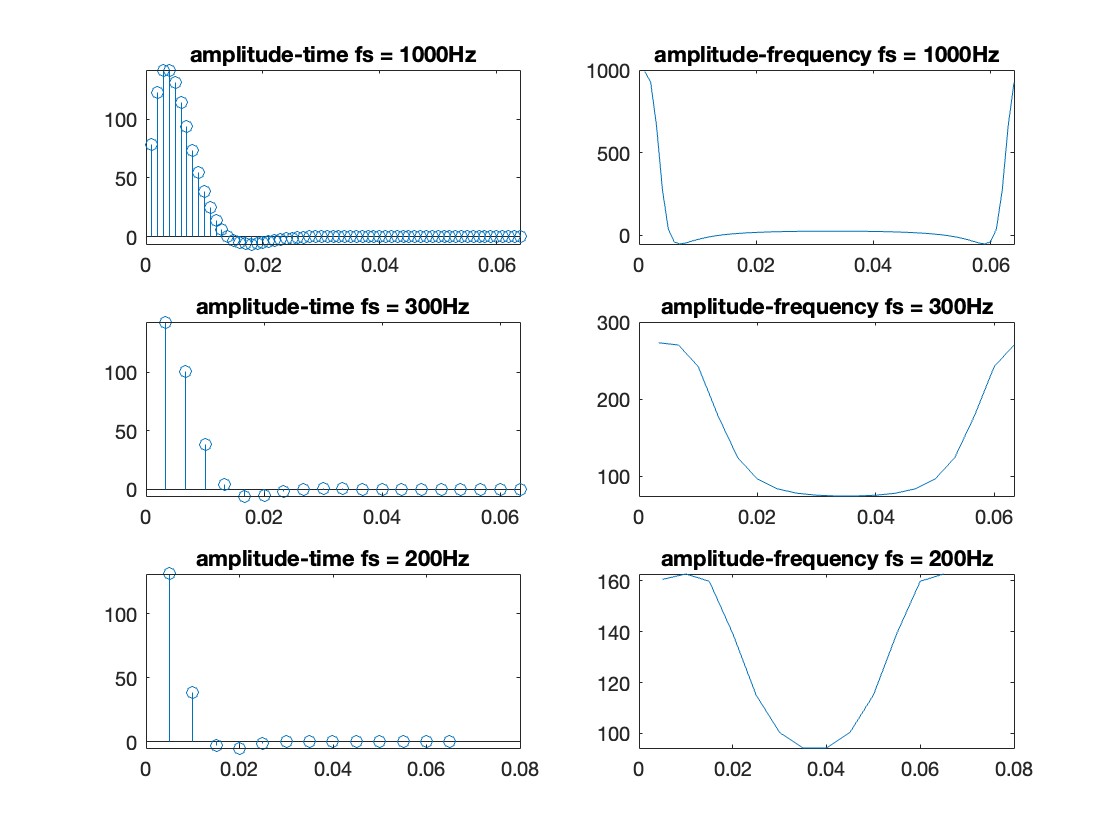 amplitude-time fs = 1000Hz
100
50
0
0 0.02 0.04 0.06
amplitude-frequency fs = 1000Hz
1000
500
0
0 0.02 0.04 0.06
amplitude-time fs = 300Hz
100
50
0
0 0.02 0.04 0.06
amplitude-frequency fs = 300Hz
300
200
100
0 0.02 0.04 0.06
amplitude-time fs = 200Hz
100
50
0
0 0.02 0.04 0.06 0.08
amplitude-frequency fs = 200Hz
160
140
120
100
0 0.02 0.04 0.06 0.08